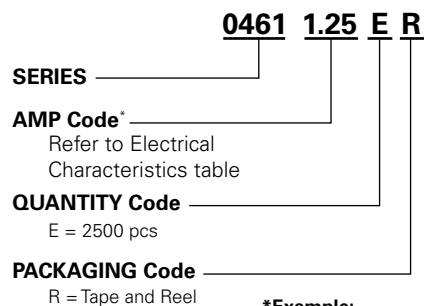 0461 1.25 E R
SERIES
AMP Code*
Refer to Electrical
Characteristics table
QUANTITY Code
E = 2500 pcs
PACKAGING Code
R = Tape and Reel
*Example: